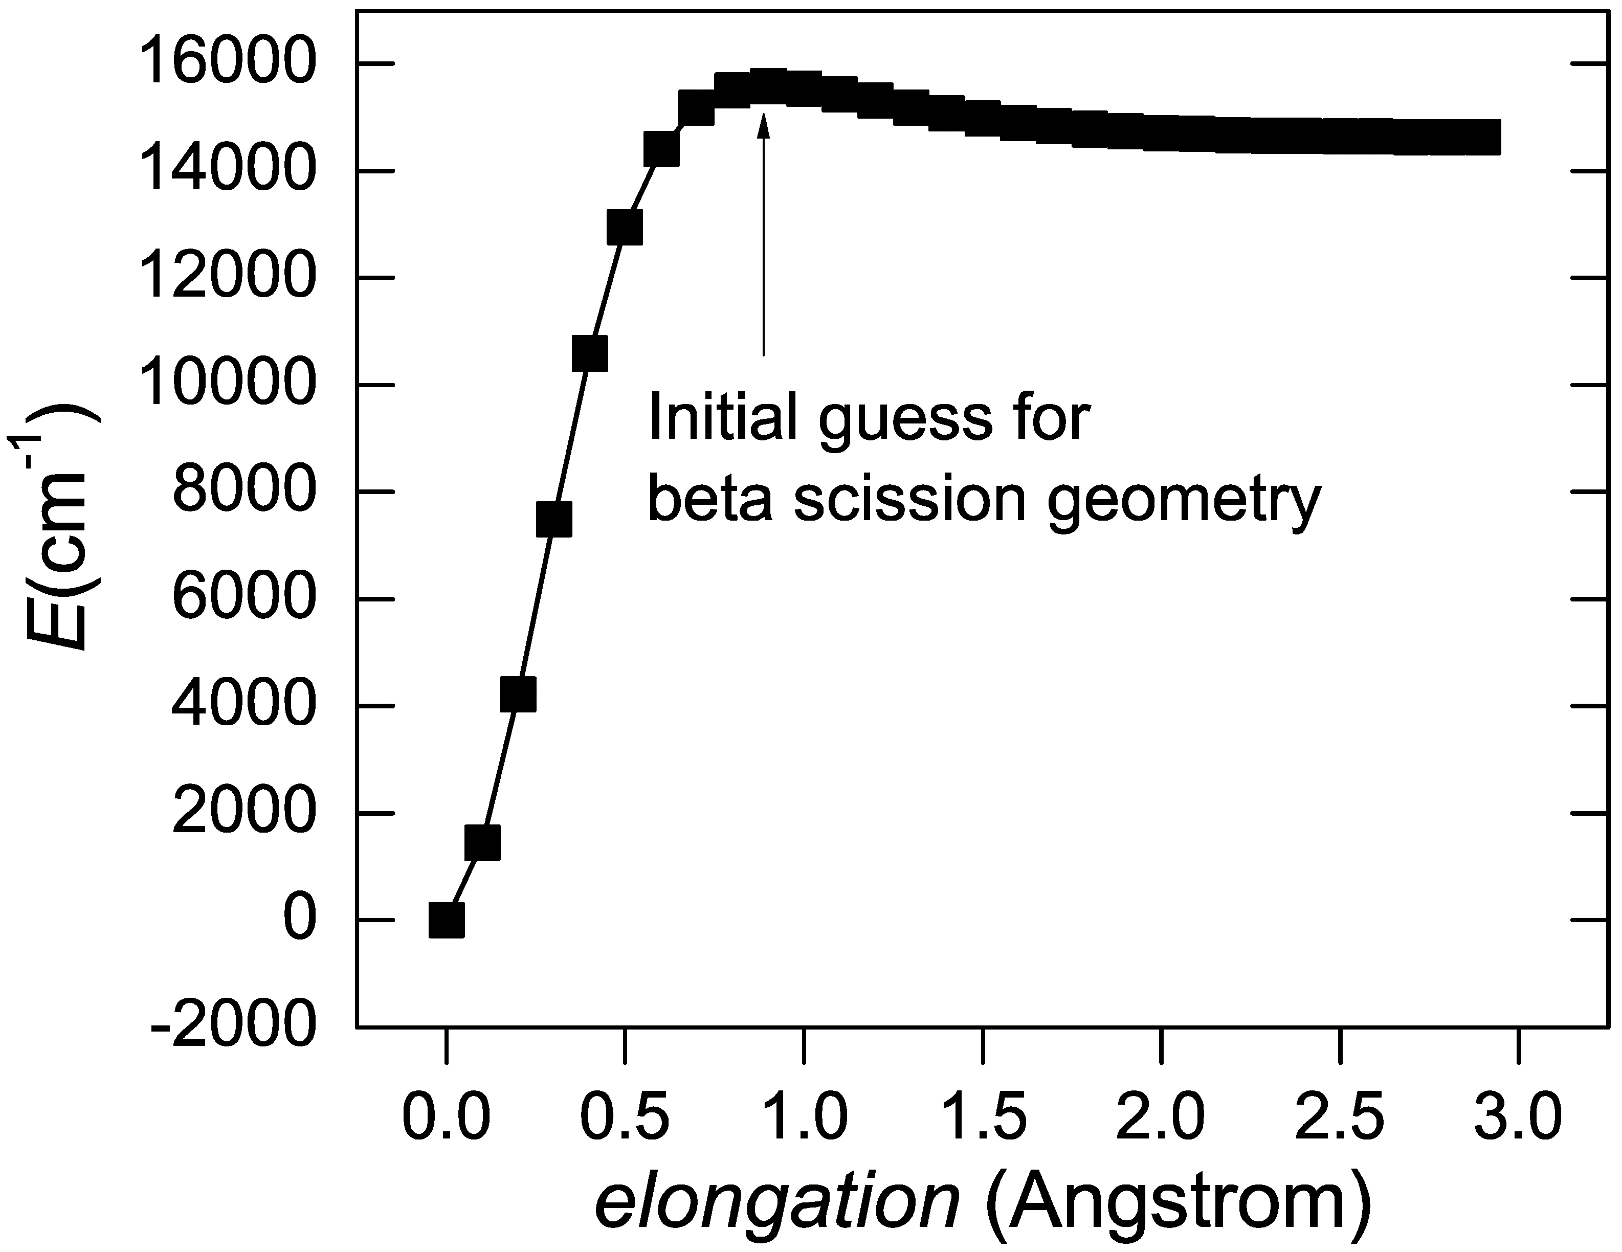 16000
14000
12000
10000
8000
6000
4000
2000
0
-2000
E(cm-1)
Initial guess for
beta scission geometry
0.0 0.5 1.0 1.5 2.0 2.5 3.0
elongation (Angstrom)